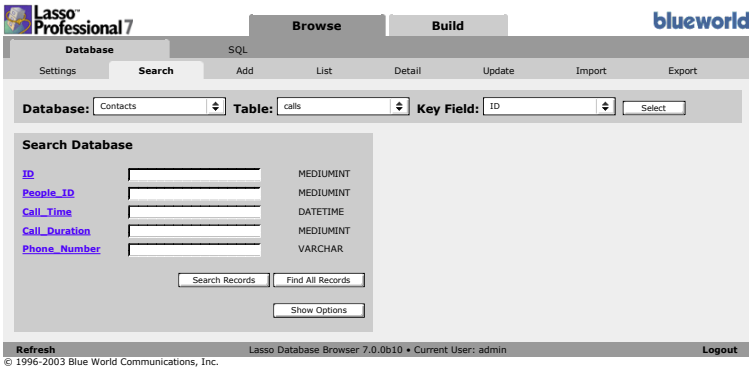 Lasso™
Professional 7
Browse Build
blueworld
Database SQL
Settings Search Add List Detail Update Import Export
Database: Contacts Table: calls Key Field: ID Select
Search Database
ID MEDIUMINT
People_ID MEDIUMINT
Call_Time DATETIME
Call_Duration MEDIUMINT
Phone_Number VARCHAR
Search Records Find All Records
Show Options
Refresh Lasso Database Browser 7.0.0b10 • Current User: admin Logout
© 1996-2003 Blue World Communications, Inc.